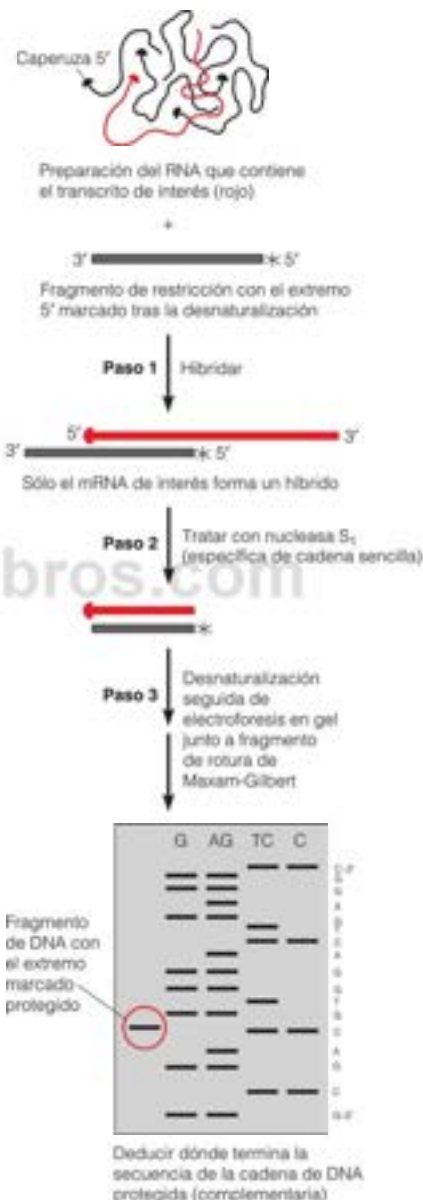 Caperuza 5'
Preparación del RNA que contiene
el transcrito de interés (rojo)
+
3' * 5'
Fragmento de restricción con el extremo
5' marcado tras la desnaturalización
Paso 1 Hibridar
5' 3'
3' * 5'
Sólo el mRNA de interés forma un híbrido
Paso 2 Tratar con nucleasa S₁
(específica de cadena sencilla)
bros.com
*
Paso 3 Desnaturalización
seguida de
electroforesis en gel
junto a fragmento
de rotura de
Maxam-Gilbert
G AG TC C
Fragmento
de DNA con
el extremo
marcado
protegido
G
A
C
A
G
G
T
G
C
A
G
C
G-5'
Deducir dónde termina la
secuencia de la cadena de DNA
protegida (complementaria)